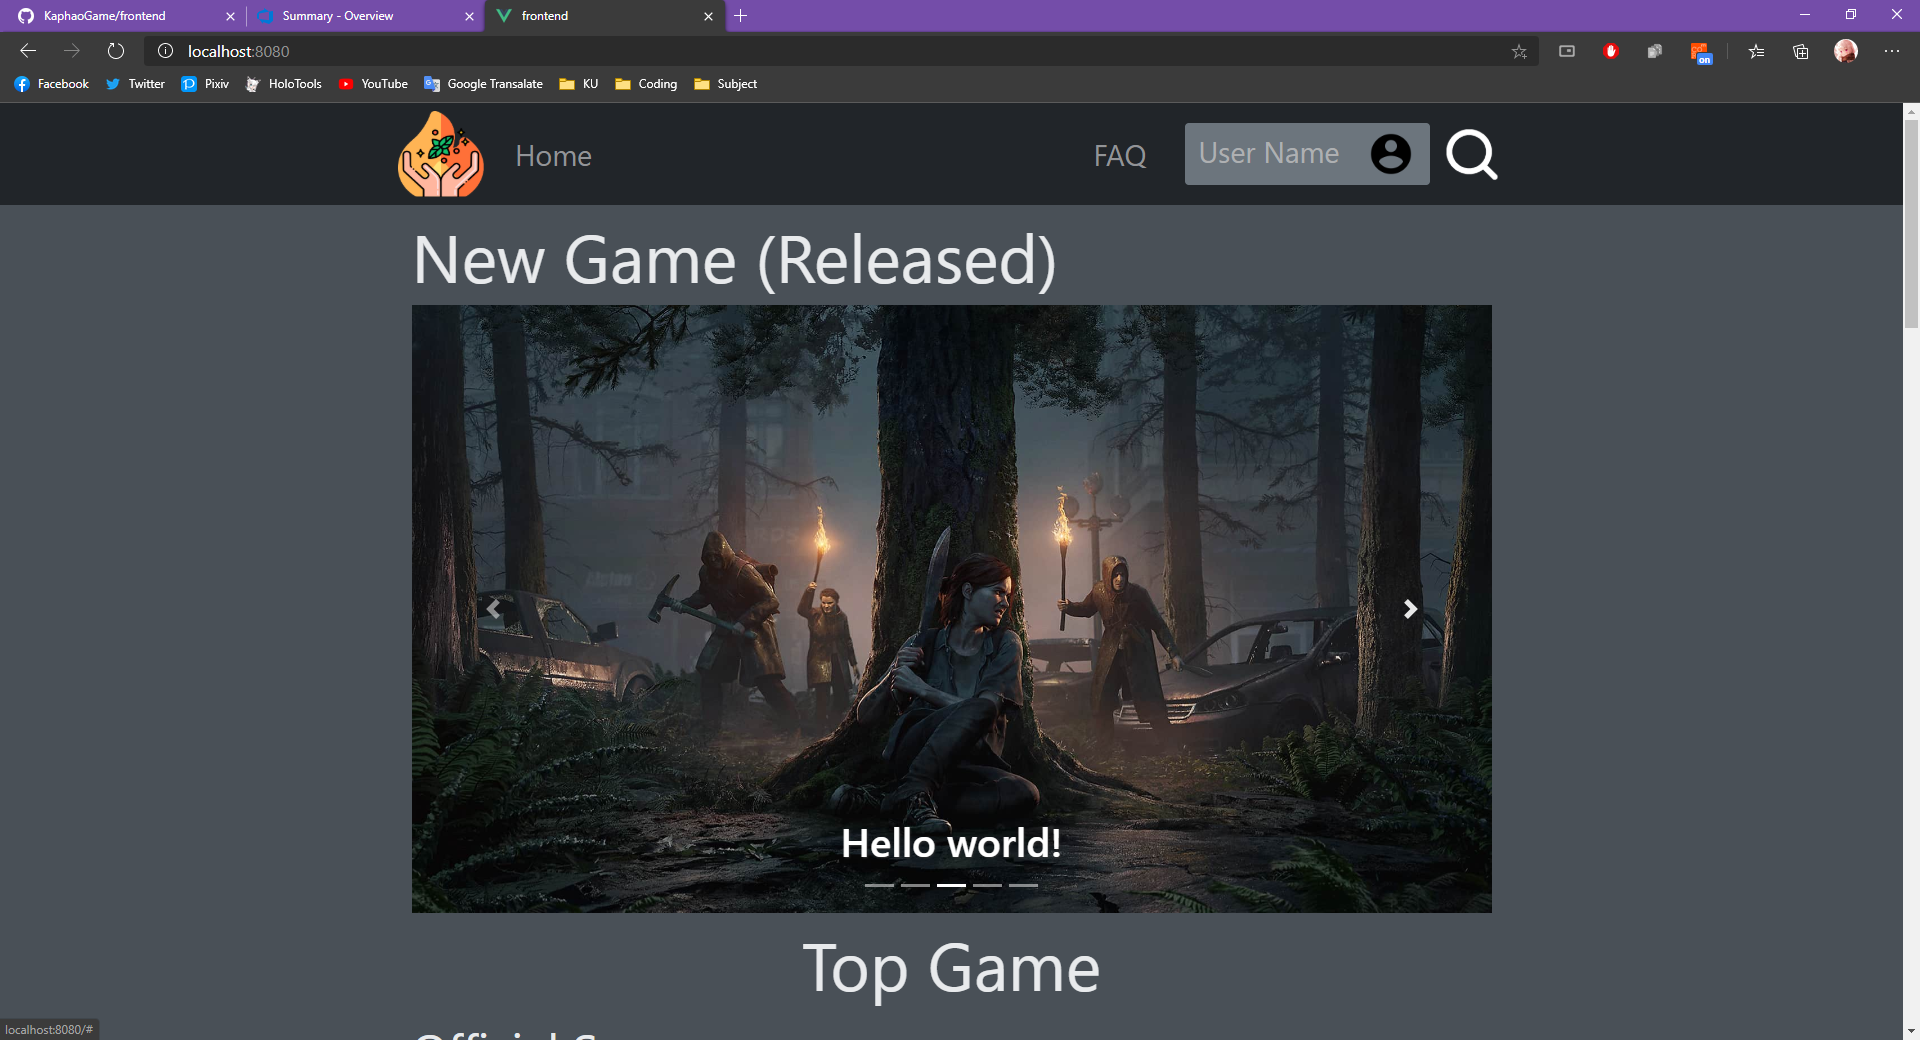 KaphaoGame/frontend
Summary - Overview
frontend
localhost:8080
Facebook
Twitter
Pixiv
HoloTools
YouTube
Google Transalate
KU
Coding
Subject
on
Home
FAQ
User Name
New Game (Released)
Hello world!
Top Game
localhost:8080/#